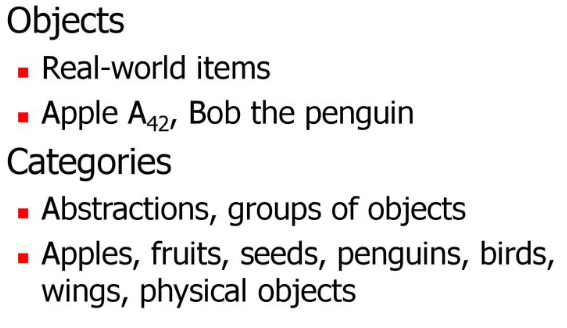 Objects
▪ Real-world items
▪ Apple A₄₂, Bob the penguin
Categories
▪ Abstractions, groups of objects
▪ Apples, fruits, seeds, penguins, birds,
wings, physical objects